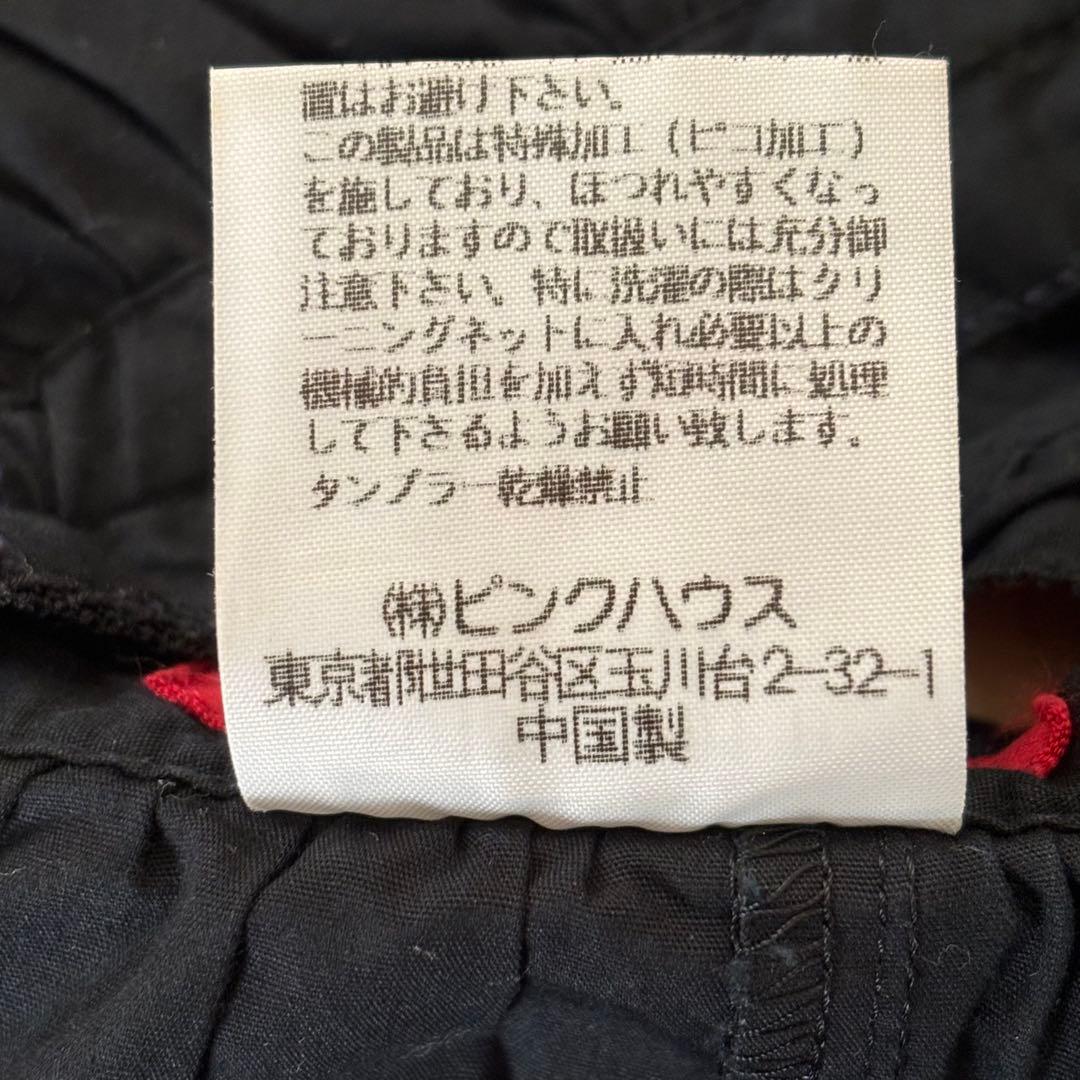 置はお避け下さい。
この製品は特殊加工(ピコ加工)
を施しており、ほつれやすくなっ
ておりますので取扱いには充分御
注意下さい。特に洗濯の際はクリ
ーニングネットに入れ必要以上の
機械的負担を加えず短時間に処理
して下さるようお願い致します。
タンブラー乾燥禁止
(株)ピンクハウス
東京都世田谷区玉川台2-32-1
中国製